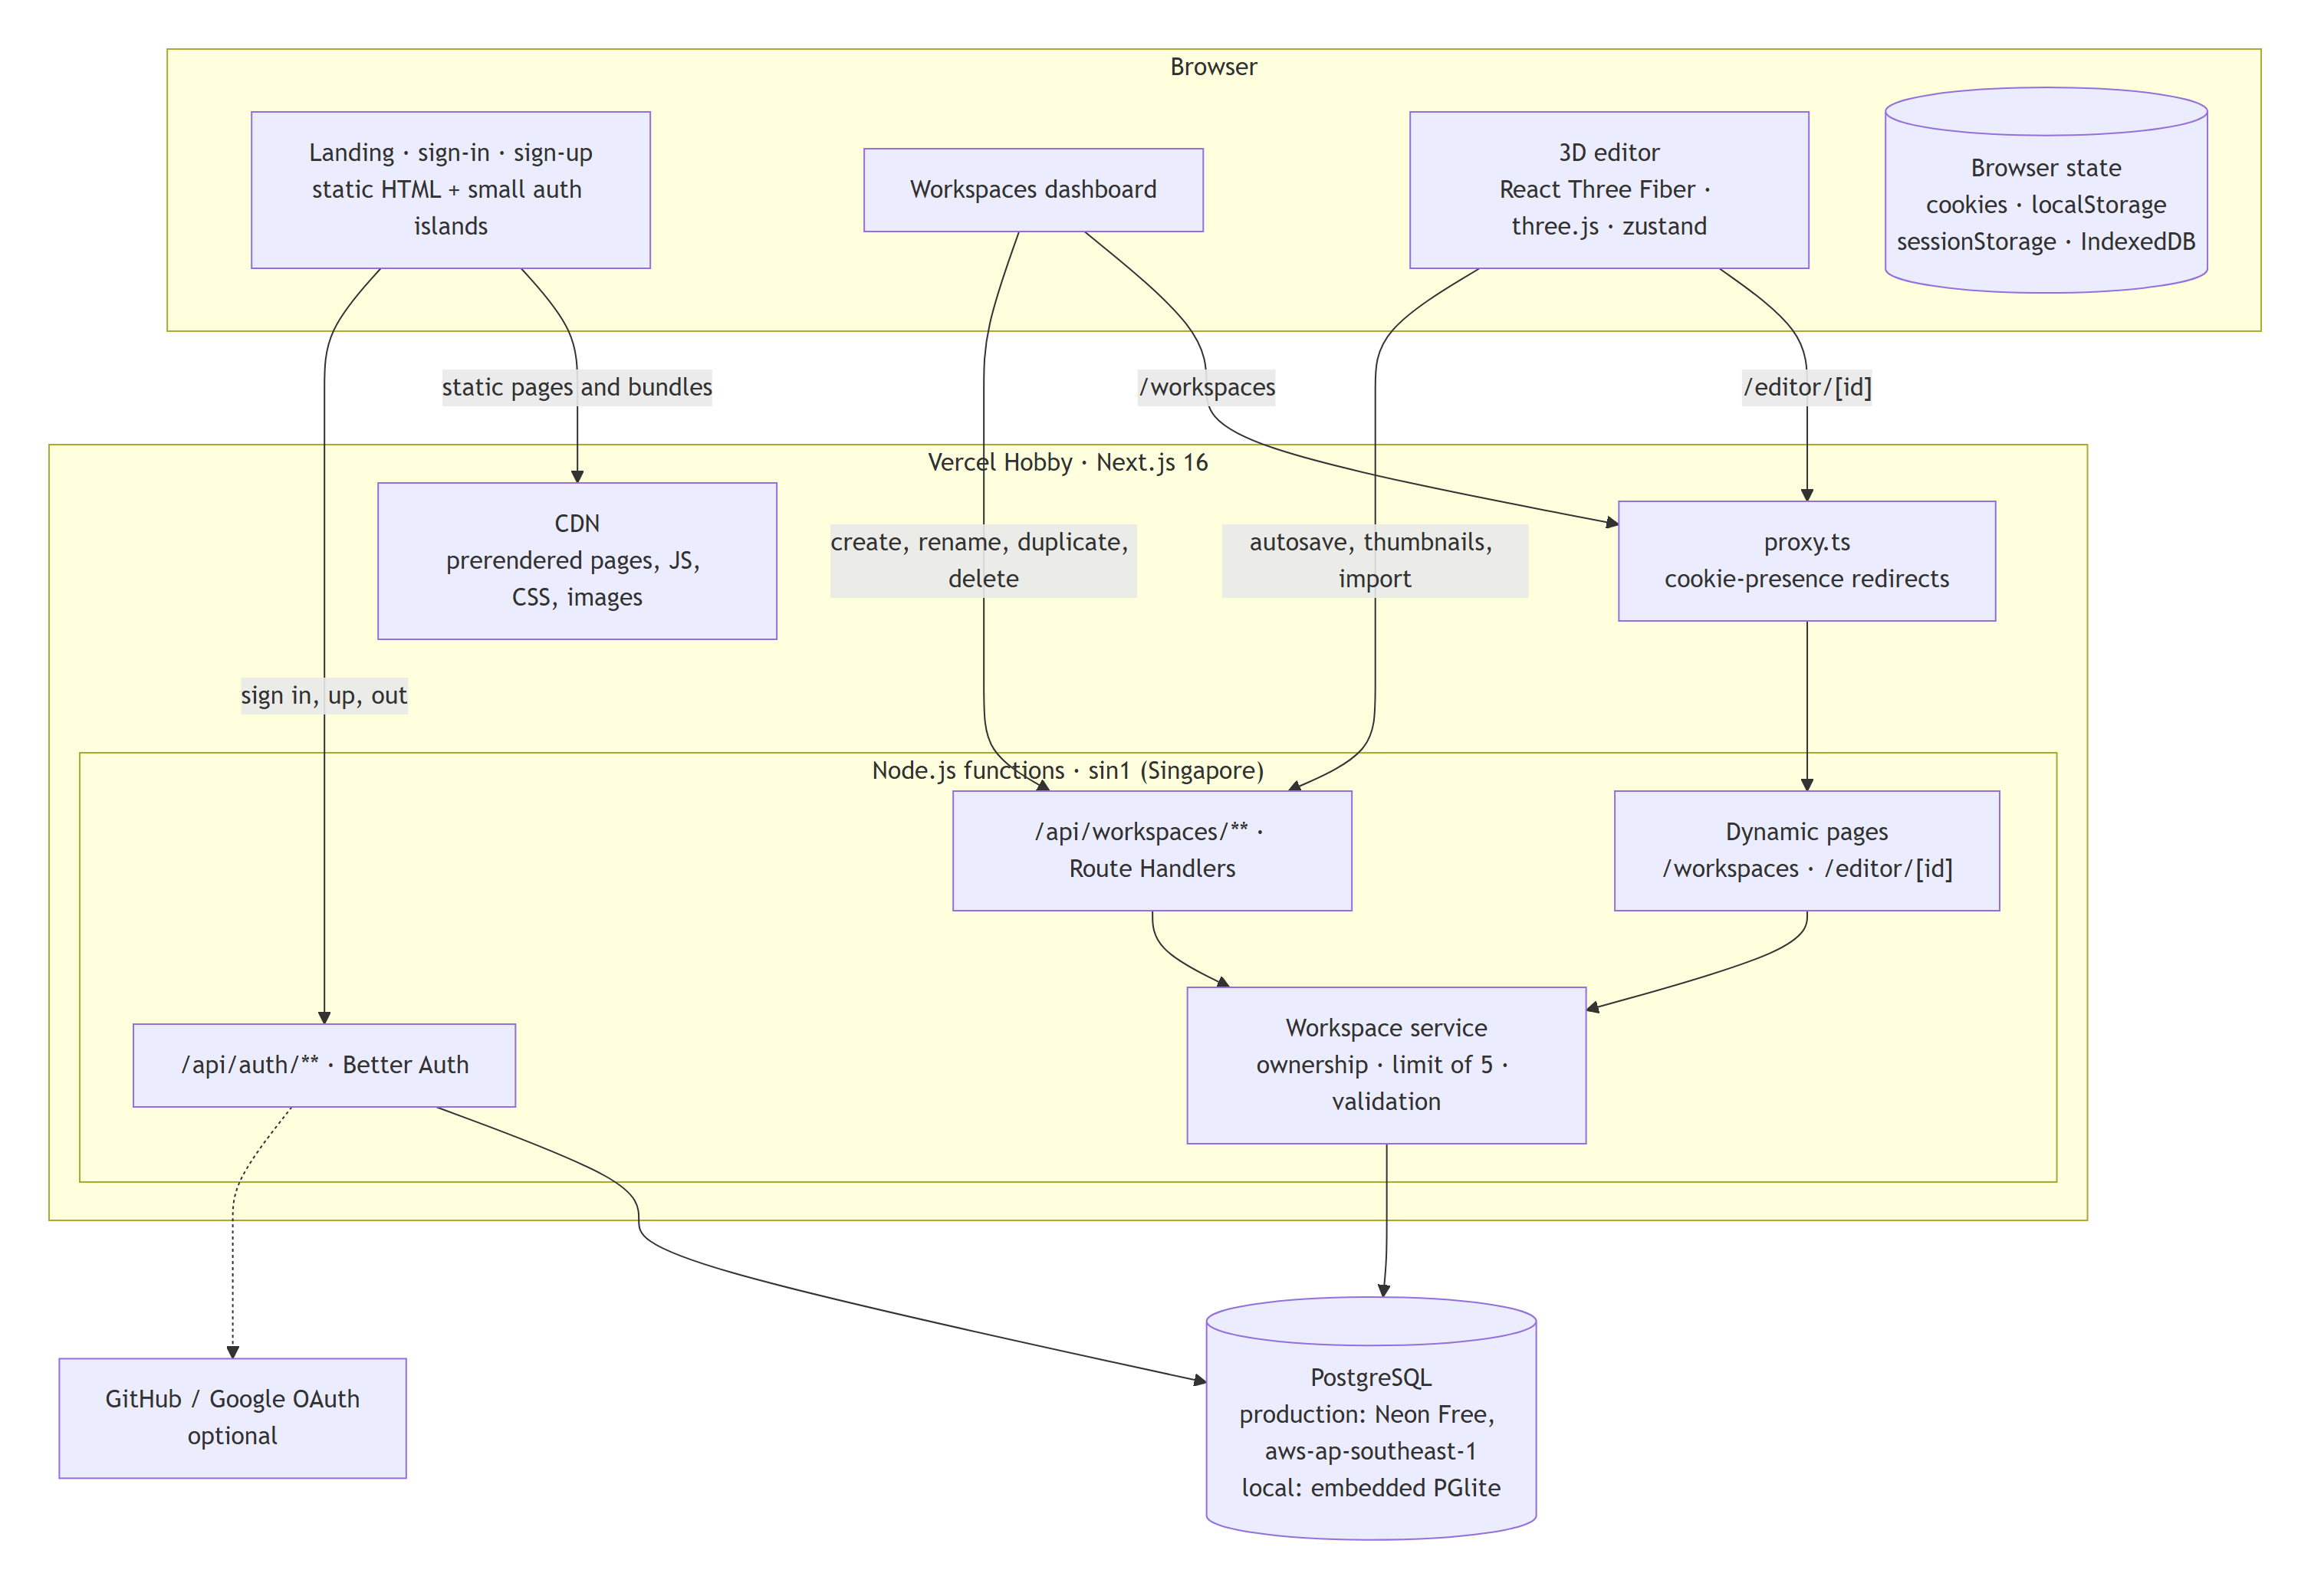 Browser
Landing · sign-in · sign-up
static HTML + small auth
islands
Workspaces dashboard
3D editor
React Three Fiber ·
three.js · zustand
Browser state
cookies · localStorage
sessionStorage · IndexedDB
static pages and bundles
/workspaces
/editor/[id]
Vercel Hobby · Next.js 16
CDN
prerendered pages, JS,
CSS, images
create, rename, duplicate,
delete
autosave, thumbnails,
import
proxy.ts
cookie-presence redirects
sign in, up, out
Node.js functions · sin1 (Singapore)
/api/workspaces/** ·
Route Handlers
Dynamic pages
/workspaces · /editor/[id]
/api/auth/** · Better Auth
Workspace service
ownership · limit of 5 ·
validation
GitHub / Google OAuth
optional
PostgreSQL
production: Neon Free,
aws-ap-southeast-1
local: embedded PGlite